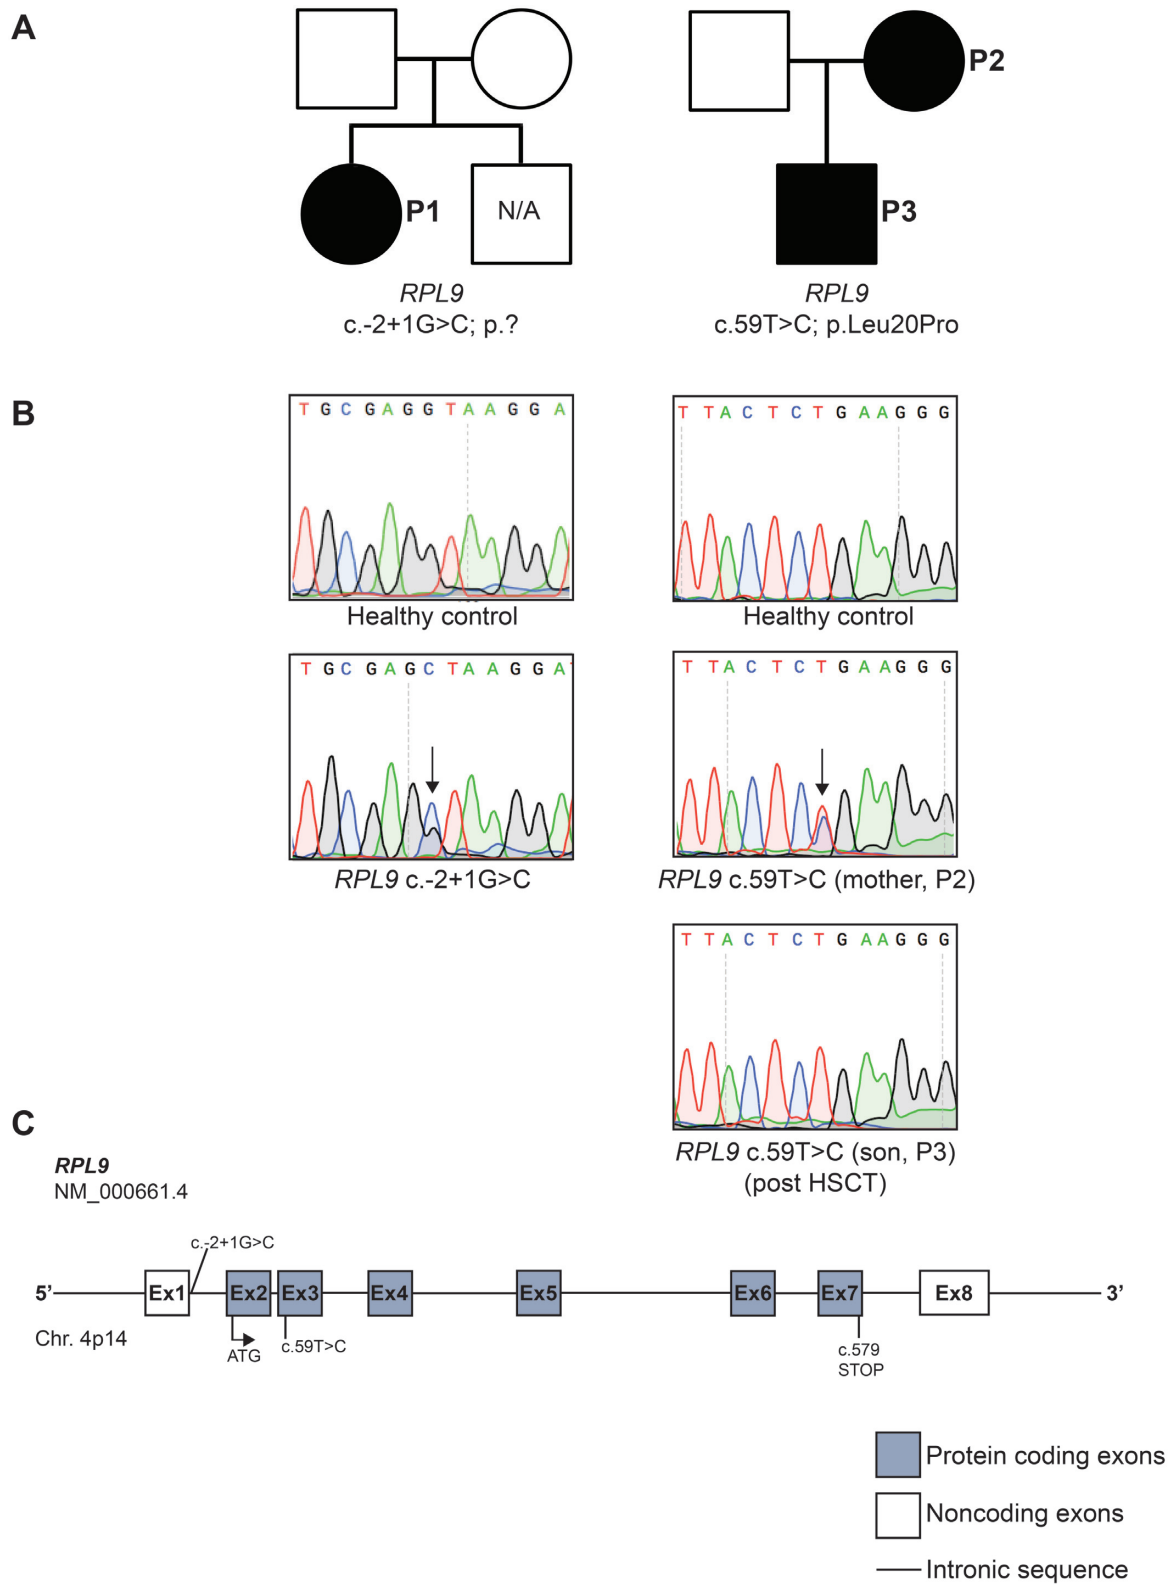 A
P2
P1
N/A
P3
RPL9
c.-2+1G>C; p.?
RPL9
c.59T>C; p.Leu20Pro
B
T G C G A G G T A A G G A
T T A C T C T G A A G G G
Healthy control
Healthy control
T G C G A G C T A A G G A
T T A C T C T G A A G G G
RPL9 c.-2+1G>C
RPL9 c.59T>C (mother, P2)
T T A C T C T G A A G G G
RPL9 c.59T>C (son, P3)
(post HSCT)
C
RPL9
NM_000661.4
c.-2+1G>C
5’ Ex1 Ex2 Ex3 Ex4 Ex5 Ex6 Ex7 Ex8 3’
Chr. 4p14
ATG
c.59T>C
c.579
STOP
Protein coding exons
Noncoding exons
Intronic sequence